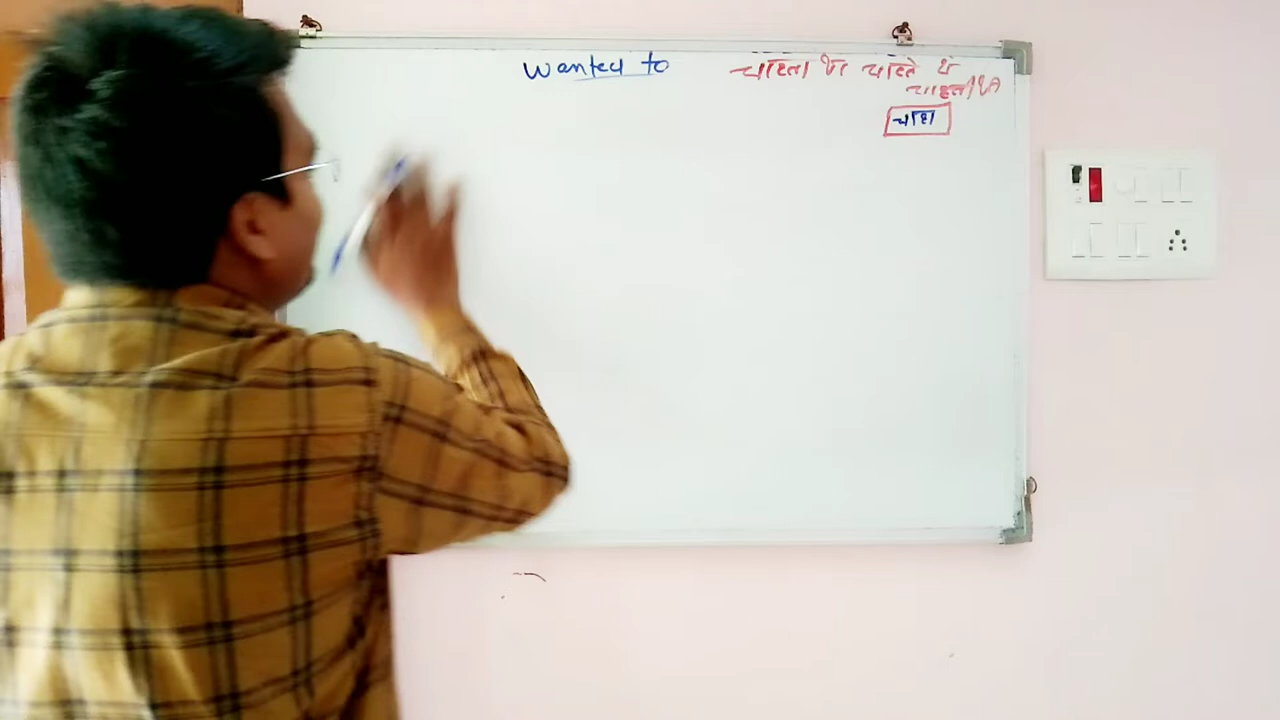 wanted to चाहता था चाहते थे
चाहती थी
चाहा